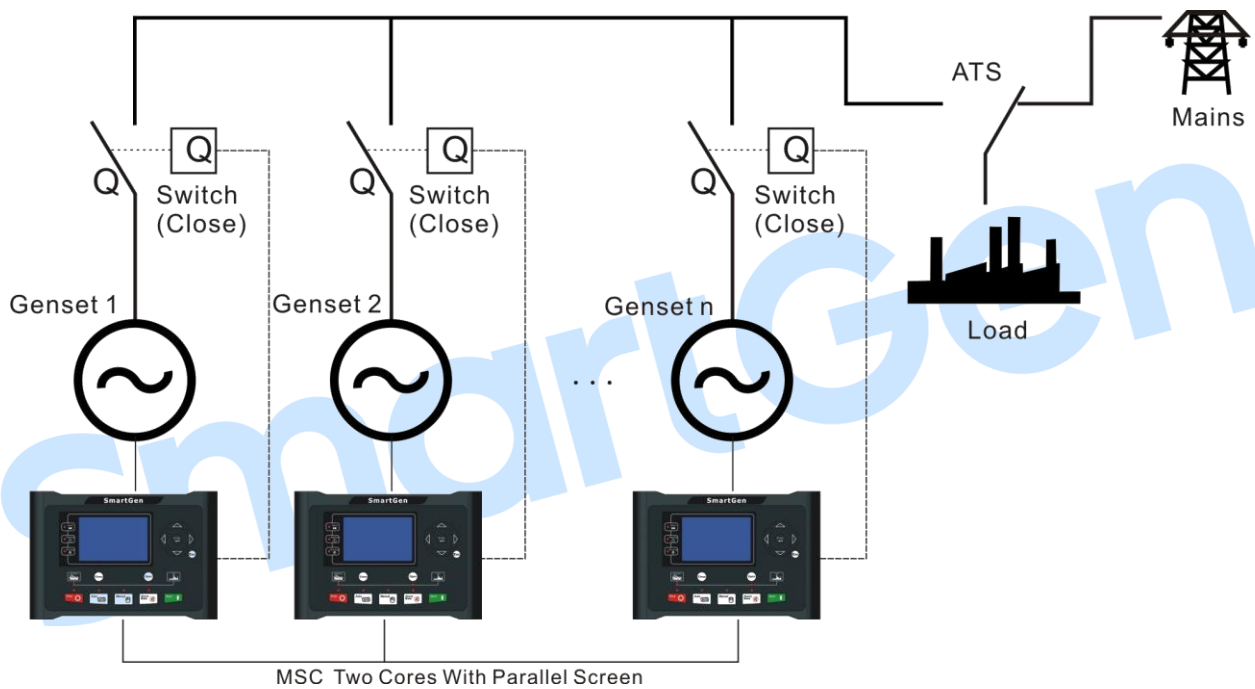 ATS
Mains
Q
Q
Switch
(Close)
Q
Q
Switch
(Close)
Q
Q
Switch
(Close)
Load
Genset 1
Genset 2
Genset n
...
smartGen
SmartGen
SmartGen
SmartGen
MSC Two Cores With Parallel Screen